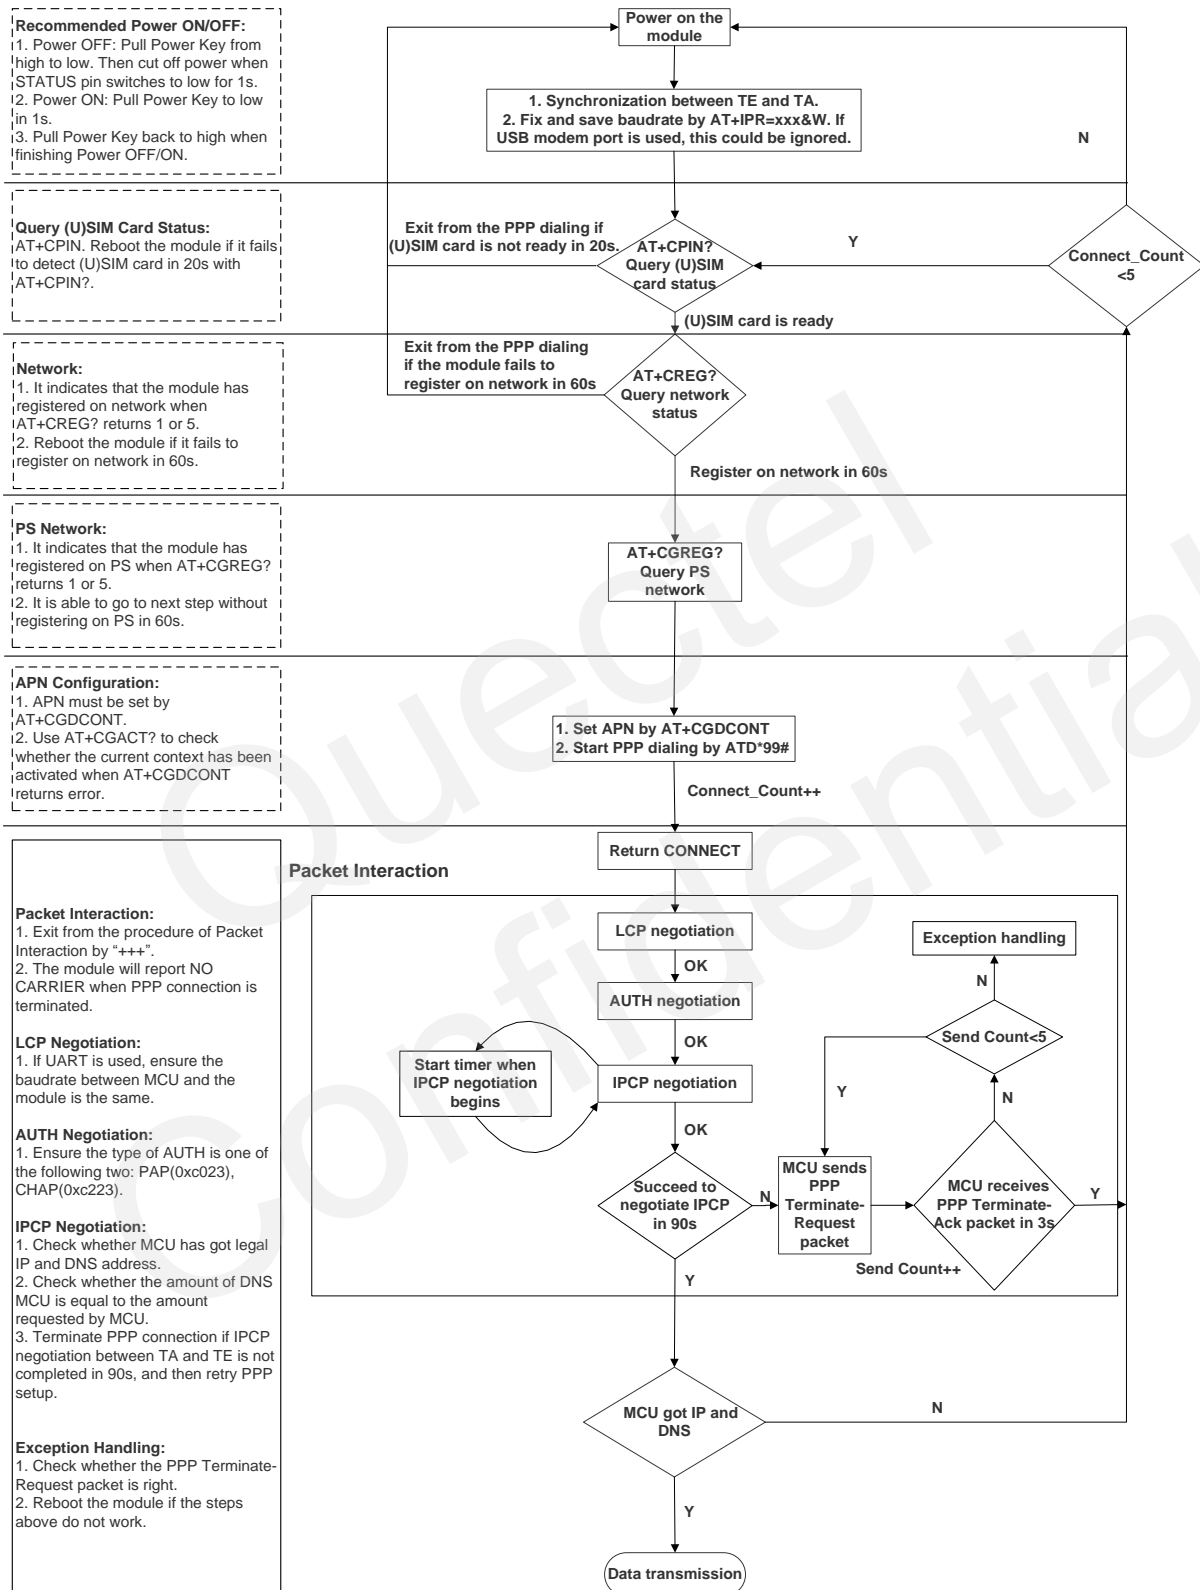 Recommended Power ON/OFF:
1. Power OFF: Pull Power Key from
high to low. Then cut off power when
STATUS pin switches to low for 1s.
2. Power ON: Pull Power Key to low
in 1s.
3. Pull Power Key back to high when
finishing Power OFF/ON.
Power on the
module
1. Synchronization between TE and TA.
2. Fix and save baudrate by AT+IPR=xxx&W. If
USB modem port is used, this could be ignored.
N
Query (U)SIM Card Status:
AT+CPIN. Reboot the module if it fails
to detect (U)SIM card in 20s with
AT+CPIN?.
Exit from the PPP dialing if
(U)SIM card is not ready in 20s.
AT+CPIN?
Query (U)SIM
card status
Y
Connect_Count
<5
(U)SIM card is ready
Network:
1. It indicates that the module has
registered on network when
AT+CREG? returns 1 or 5.
2. Reboot the module if it fails to
register on network in 60s.
Exit from the PPP dialing
if the module fails to
register on network in 60s
AT+CREG?
Query network
status
Register on network in 60s
PS Network:
1. It indicates that the module has
registered on PS when AT+CGREG?
returns 1 or 5.
2. It is able to go to next step without
registering on PS in 60s.
AT+CGREG?
Query PS
network
APN Configuration:
1. APN must be set by
AT+CGDCONT.
2. Use AT+CGACT? to check
whether the current context has been
activated when AT+CGDCONT
returns error.
1. Set APN by AT+CGDCONT
2. Start PPP dialing by ATD*99#
Connect_Count++
Return CONNECT
Packet Interaction
Packet Interaction:
1. Exit from the procedure of Packet
Interaction by “+++”.
2. The module will report NO
CARRIER when PPP connection is
terminated.
LCP Negotiation:
1. If UART is used, ensure the
baudrate between MCU and the
module is the same.
AUTH Negotiation:
1. Ensure the type of AUTH is one of
the following two: PAP(0xc023),
CHAP(0xc223).
IPCP Negotiation:
1. Check whether MCU has got legal
IP and DNS address.
2. Check whether the amount of DNS
MCU is equal to the amount
requested by MCU.
3. Terminate PPP connection if IPCP
negotiation between TA and TE is not
completed in 90s, and then retry PPP
setup.
Exception Handling:
1. Check whether the PPP Terminate-
Request packet is right.
2. Reboot the module if the steps
above do not work.
LCP negotiation
OK
AUTH negotiation
OK
Start timer when
IPCP negotiation
begins
IPCP negotiation
OK
Succeed to
negotiate IPCP
in 90s
N
Y
MCU sends
PPP
Terminate-
Request
packet
Send Count++
MCU receives
PPP Terminate-
Ack packet in 3s
Y
N
Send Count<5
Y
N
Exception handling
MCU got IP and
DNS
N
Y
Data transmission
Quectel
Confidential